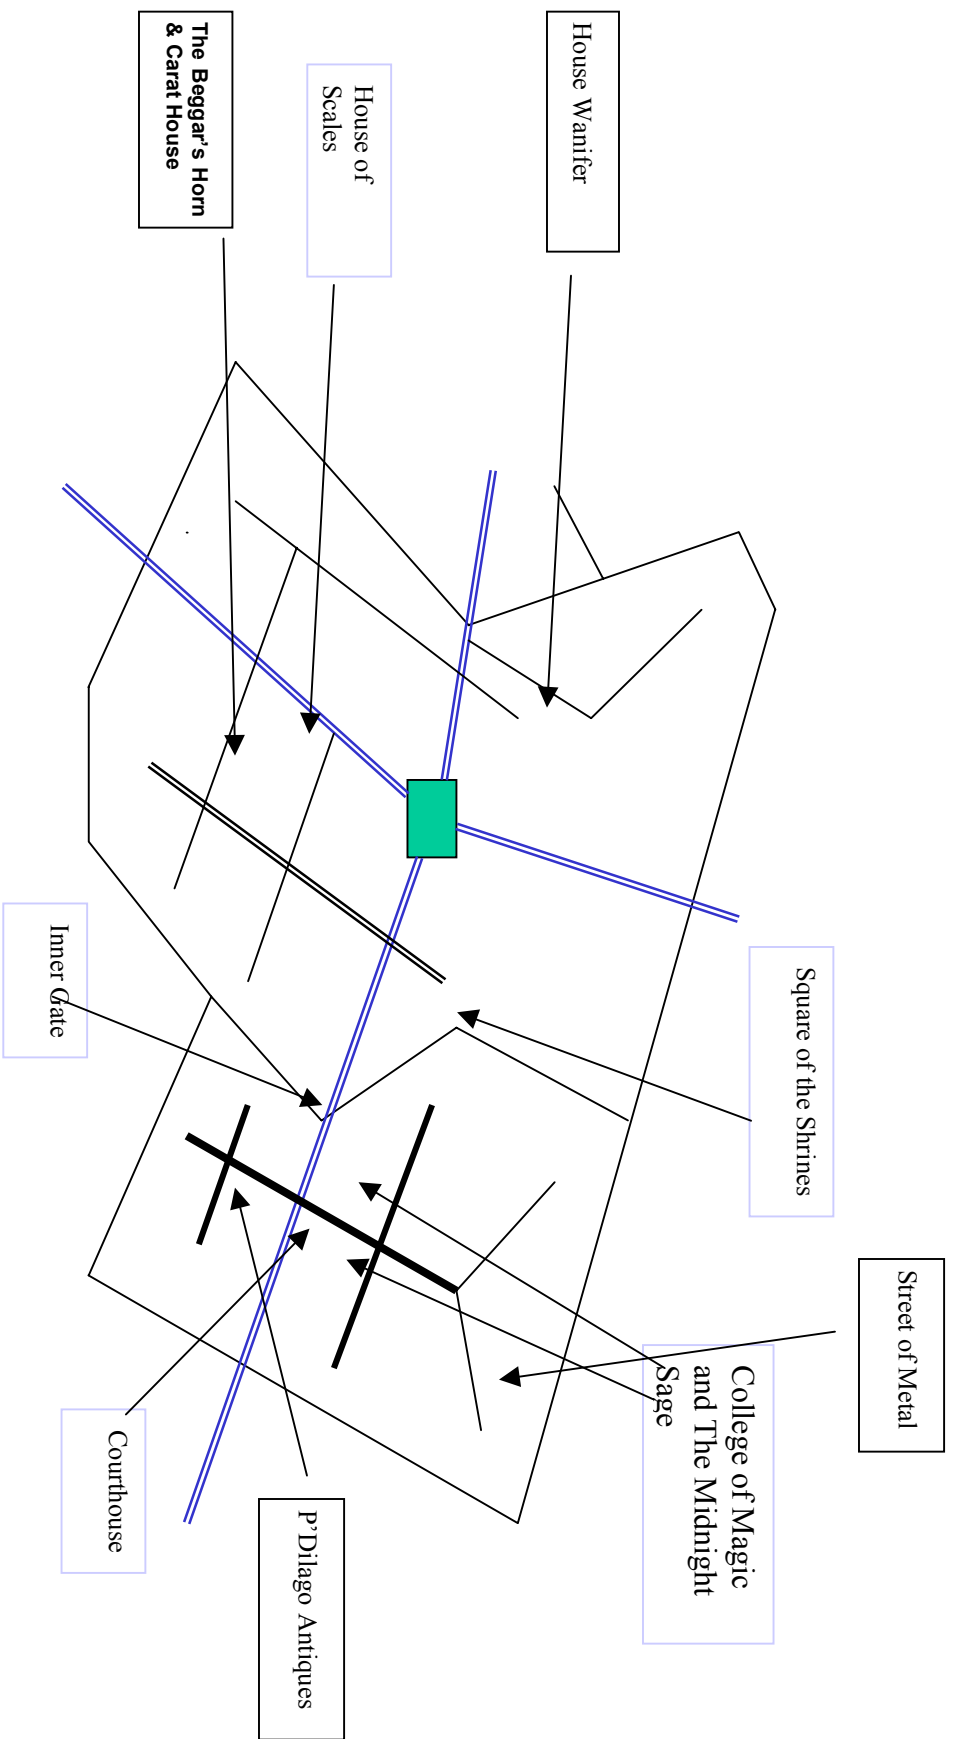 The Beggar's Horn
& Carat House
House of
Scales
House Wanifer
Inner Gate
Square of the Shrines
Street of Metal
College of Magic
and The Midnight
Sage
Courthouse
P'Dilago Antiques